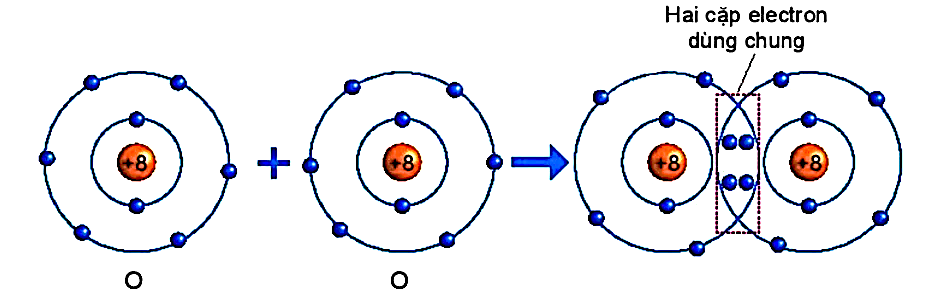 Hai cặp electron
dùng chung
+8
+
+8
+8
+8
O
O